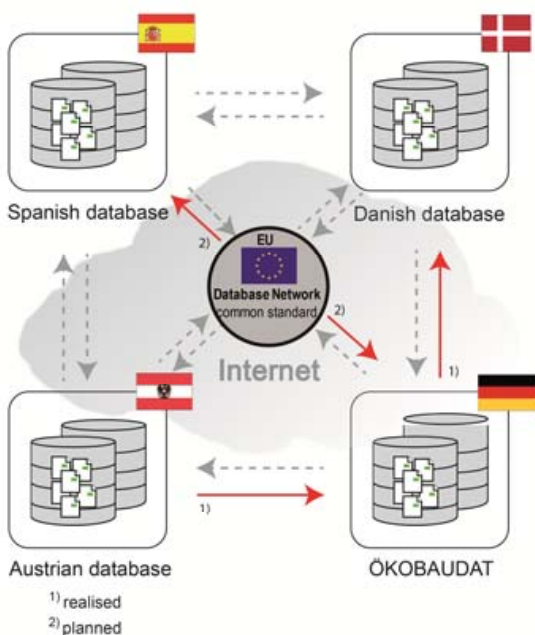 Spanish database
Danish database
2)
EU
Database Network
common standard
2)
Internet
1)
1)
Austrian database
ÖKOBAUDAT
1) realised
2) planned